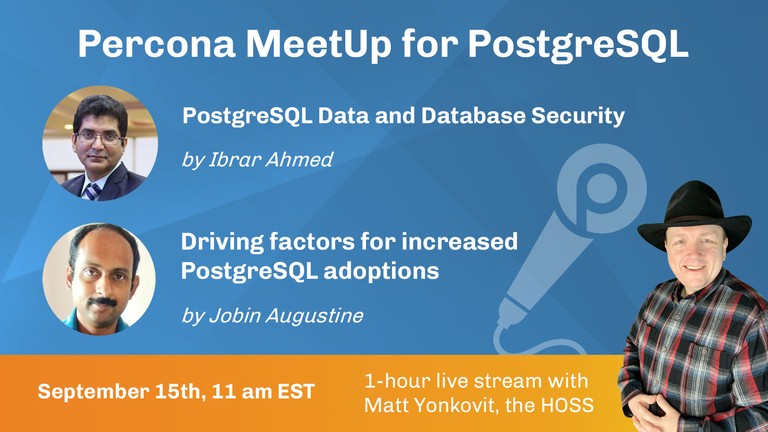 Percona MeetUp for PostgreSQL
PostgreSQL Data and Database Security
by Ibrar Ahmed
Driving factors for increased
PostgreSQL adoptions
by Jobin Augustine
September 15th, 11 am EST
1-hour live stream with
Matt Yonkovit, the HOSS